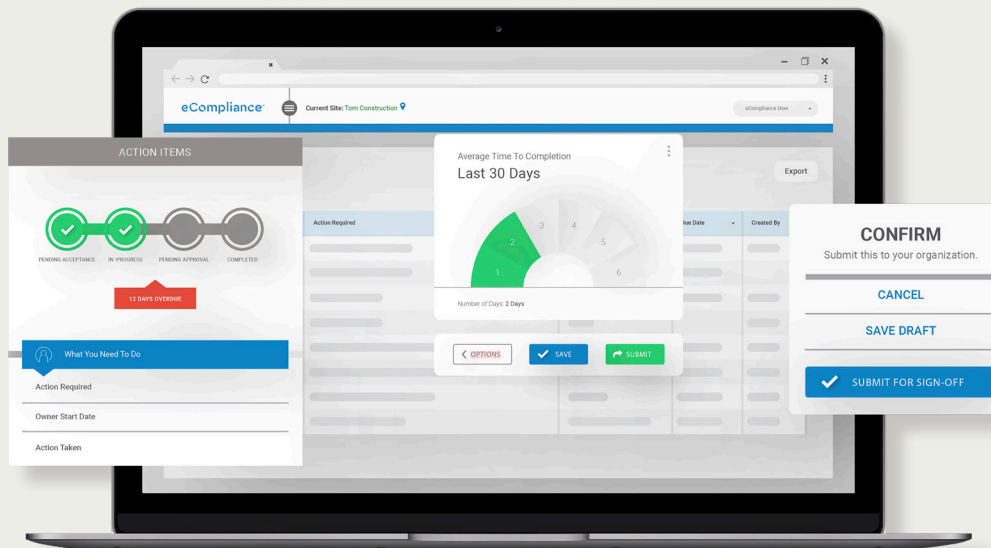 eCompliance
Current Site: Tom Construction
eCompliance User
ACTION ITEMS
PENDING ACCEPTANCE
IN-PROGRESS
PENDING APPROVAL
COMPLETED
12 DAYS OVERDUE
What You Need To Do
Action Required
Owner Start Date
Action Taken
Action Required
Average Time To Completion
Last 30 Days
1
2
3
4
5
6
Number of Days: 2 Days
OPTIONS
SAVE
SUBMIT
Export
Due Date
Created By
CONFIRM
Submit this to your organization.
CANCEL
SAVE DRAFT
SUBMIT FOR SIGN-OFF